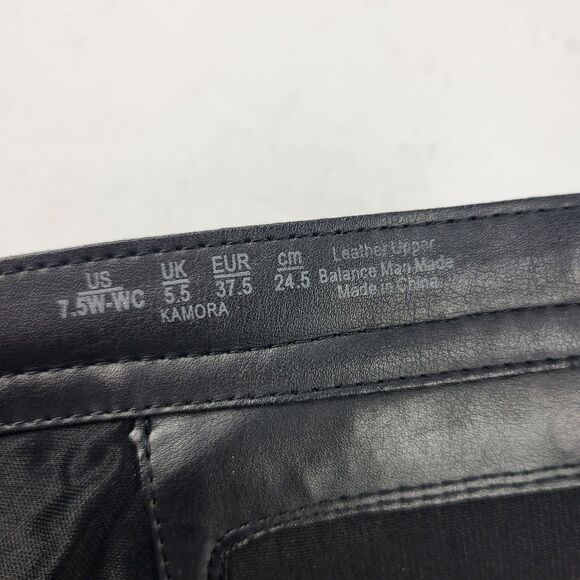 US UK EUR cm
7.5W-WC 5.5 37.5 24.5
KAMORA
Leather Upper
Balance Man Made
Made in China